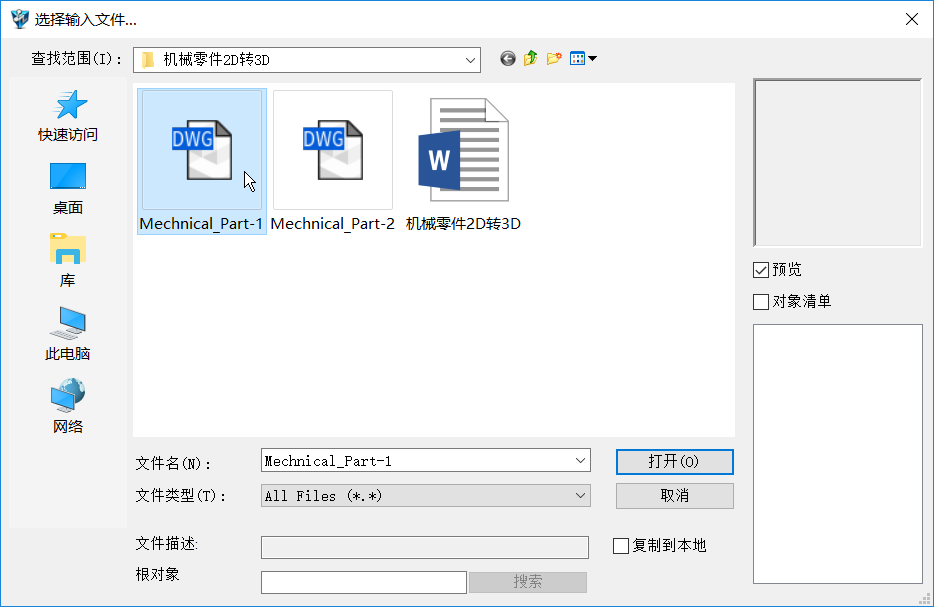 选择输入文件...
查找范围(I):
机械零件2D转3D
快速访问
桌面
库
此电脑
网络
DWG
DWG
W
Mechnical_Part-1
Mechnical_Part-2
机械零件2D转3D
预览
对象清单
文件名(N):
Mechnical_Part-1
打开(O)
文件类型(T):
All Files (*.*)
取消
文件描述:
复制到本地
根对象
搜索